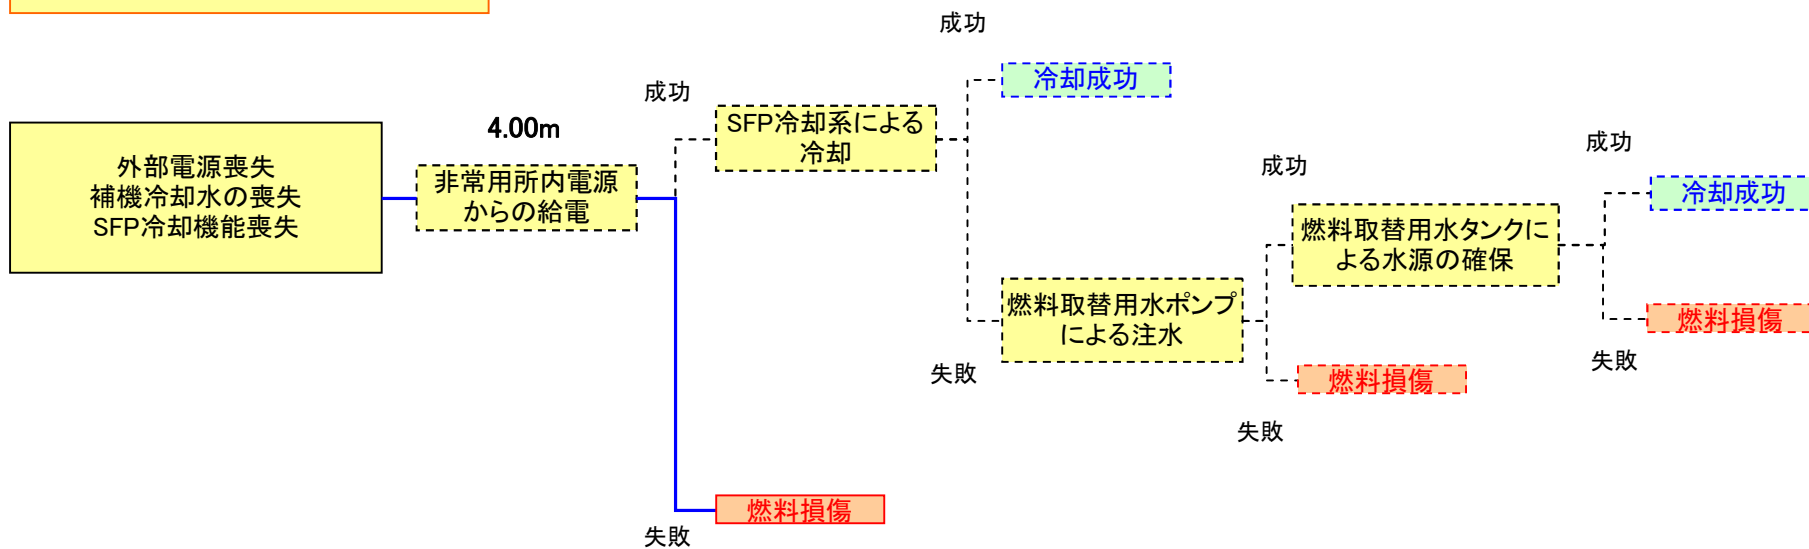 成功
冷却成功
成功
SFP冷却系による
冷却
4.00m
外部電源喪失
補機冷却水の喪失
SFP冷却機能喪失
非常用所内電源
からの給電
成功
冷却成功
成功
燃料取替用水タンクに
よる水源の確保
燃料取替用水ポンプ
による注水
燃料損傷
失敗
失敗
燃料損傷
失敗
燃料損傷
失敗